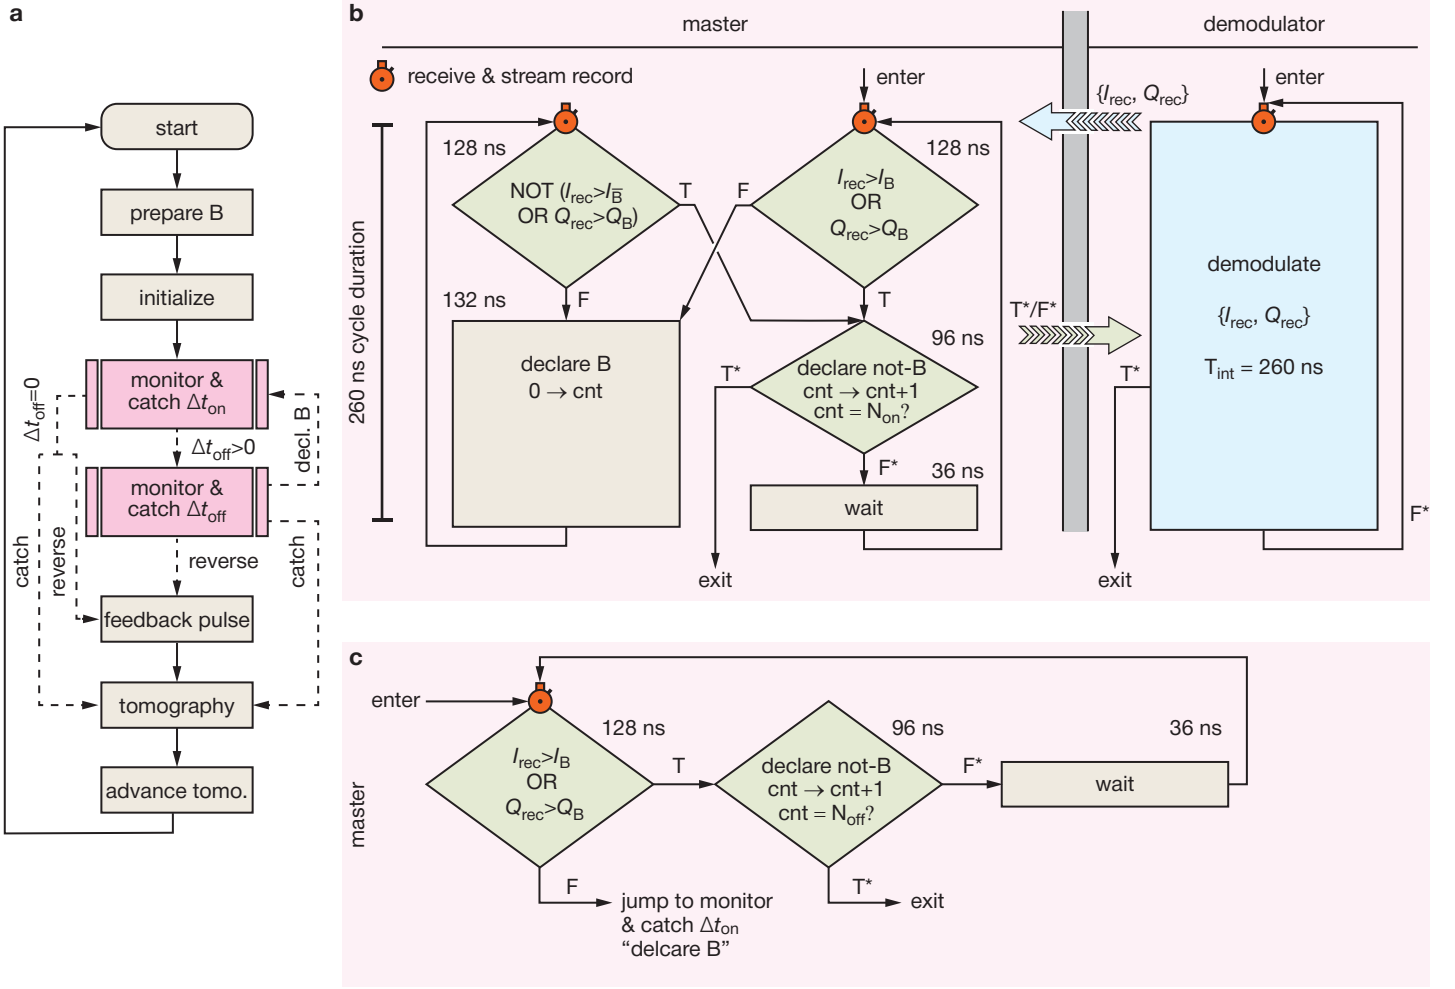 a
start
prepare B
initialize
monitor &
catch Δt_on
Δt_off=0
decl. B
Δt_off>0
monitor &
catch Δt_off
catch
reverse
reverse
catch
feedback pulse
tomography
advance tomo.
b
master
demodulator
receive & stream record
enter
enter
{I_rec, Q_rec}
128 ns
128 ns
260 ns cycle duration
NOT (I_rec>I_B̅
OR Q_rec>Q_B)
T
F
I_rec>I_B
OR
Q_rec>Q_B
F
T
132 ns
declare B
0 → cnt
96 ns
declare not-B
cnt → cnt+1
cnt = N_on?
T*
F*
36 ns
wait
exit
T*/F*
demodulate
{I_rec, Q_rec}
T_int = 260 ns
T*
F*
exit
c
master
enter
128 ns
I_rec>I_B
OR
Q_rec>Q_B
T
96 ns
declare not-B
cnt → cnt+1
cnt = N_off?
F*
36 ns
wait
F
jump to monitor
& catch Δt_on
“delcare B”
T*
exit